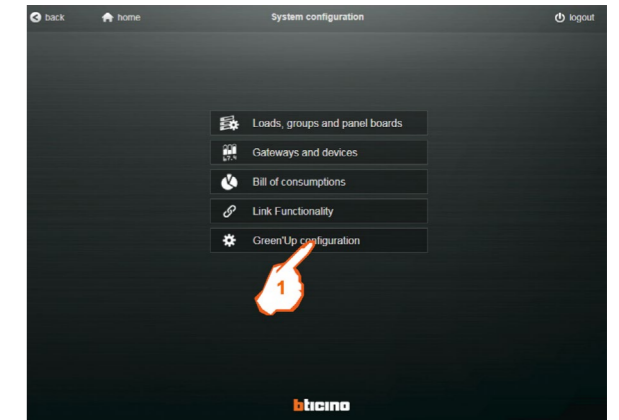 back home System configuration logout
Loads, groups and panel boards
Gateways and devices
Bill of consumptions
Link Functionality
Green'Up configuration
1
bticino